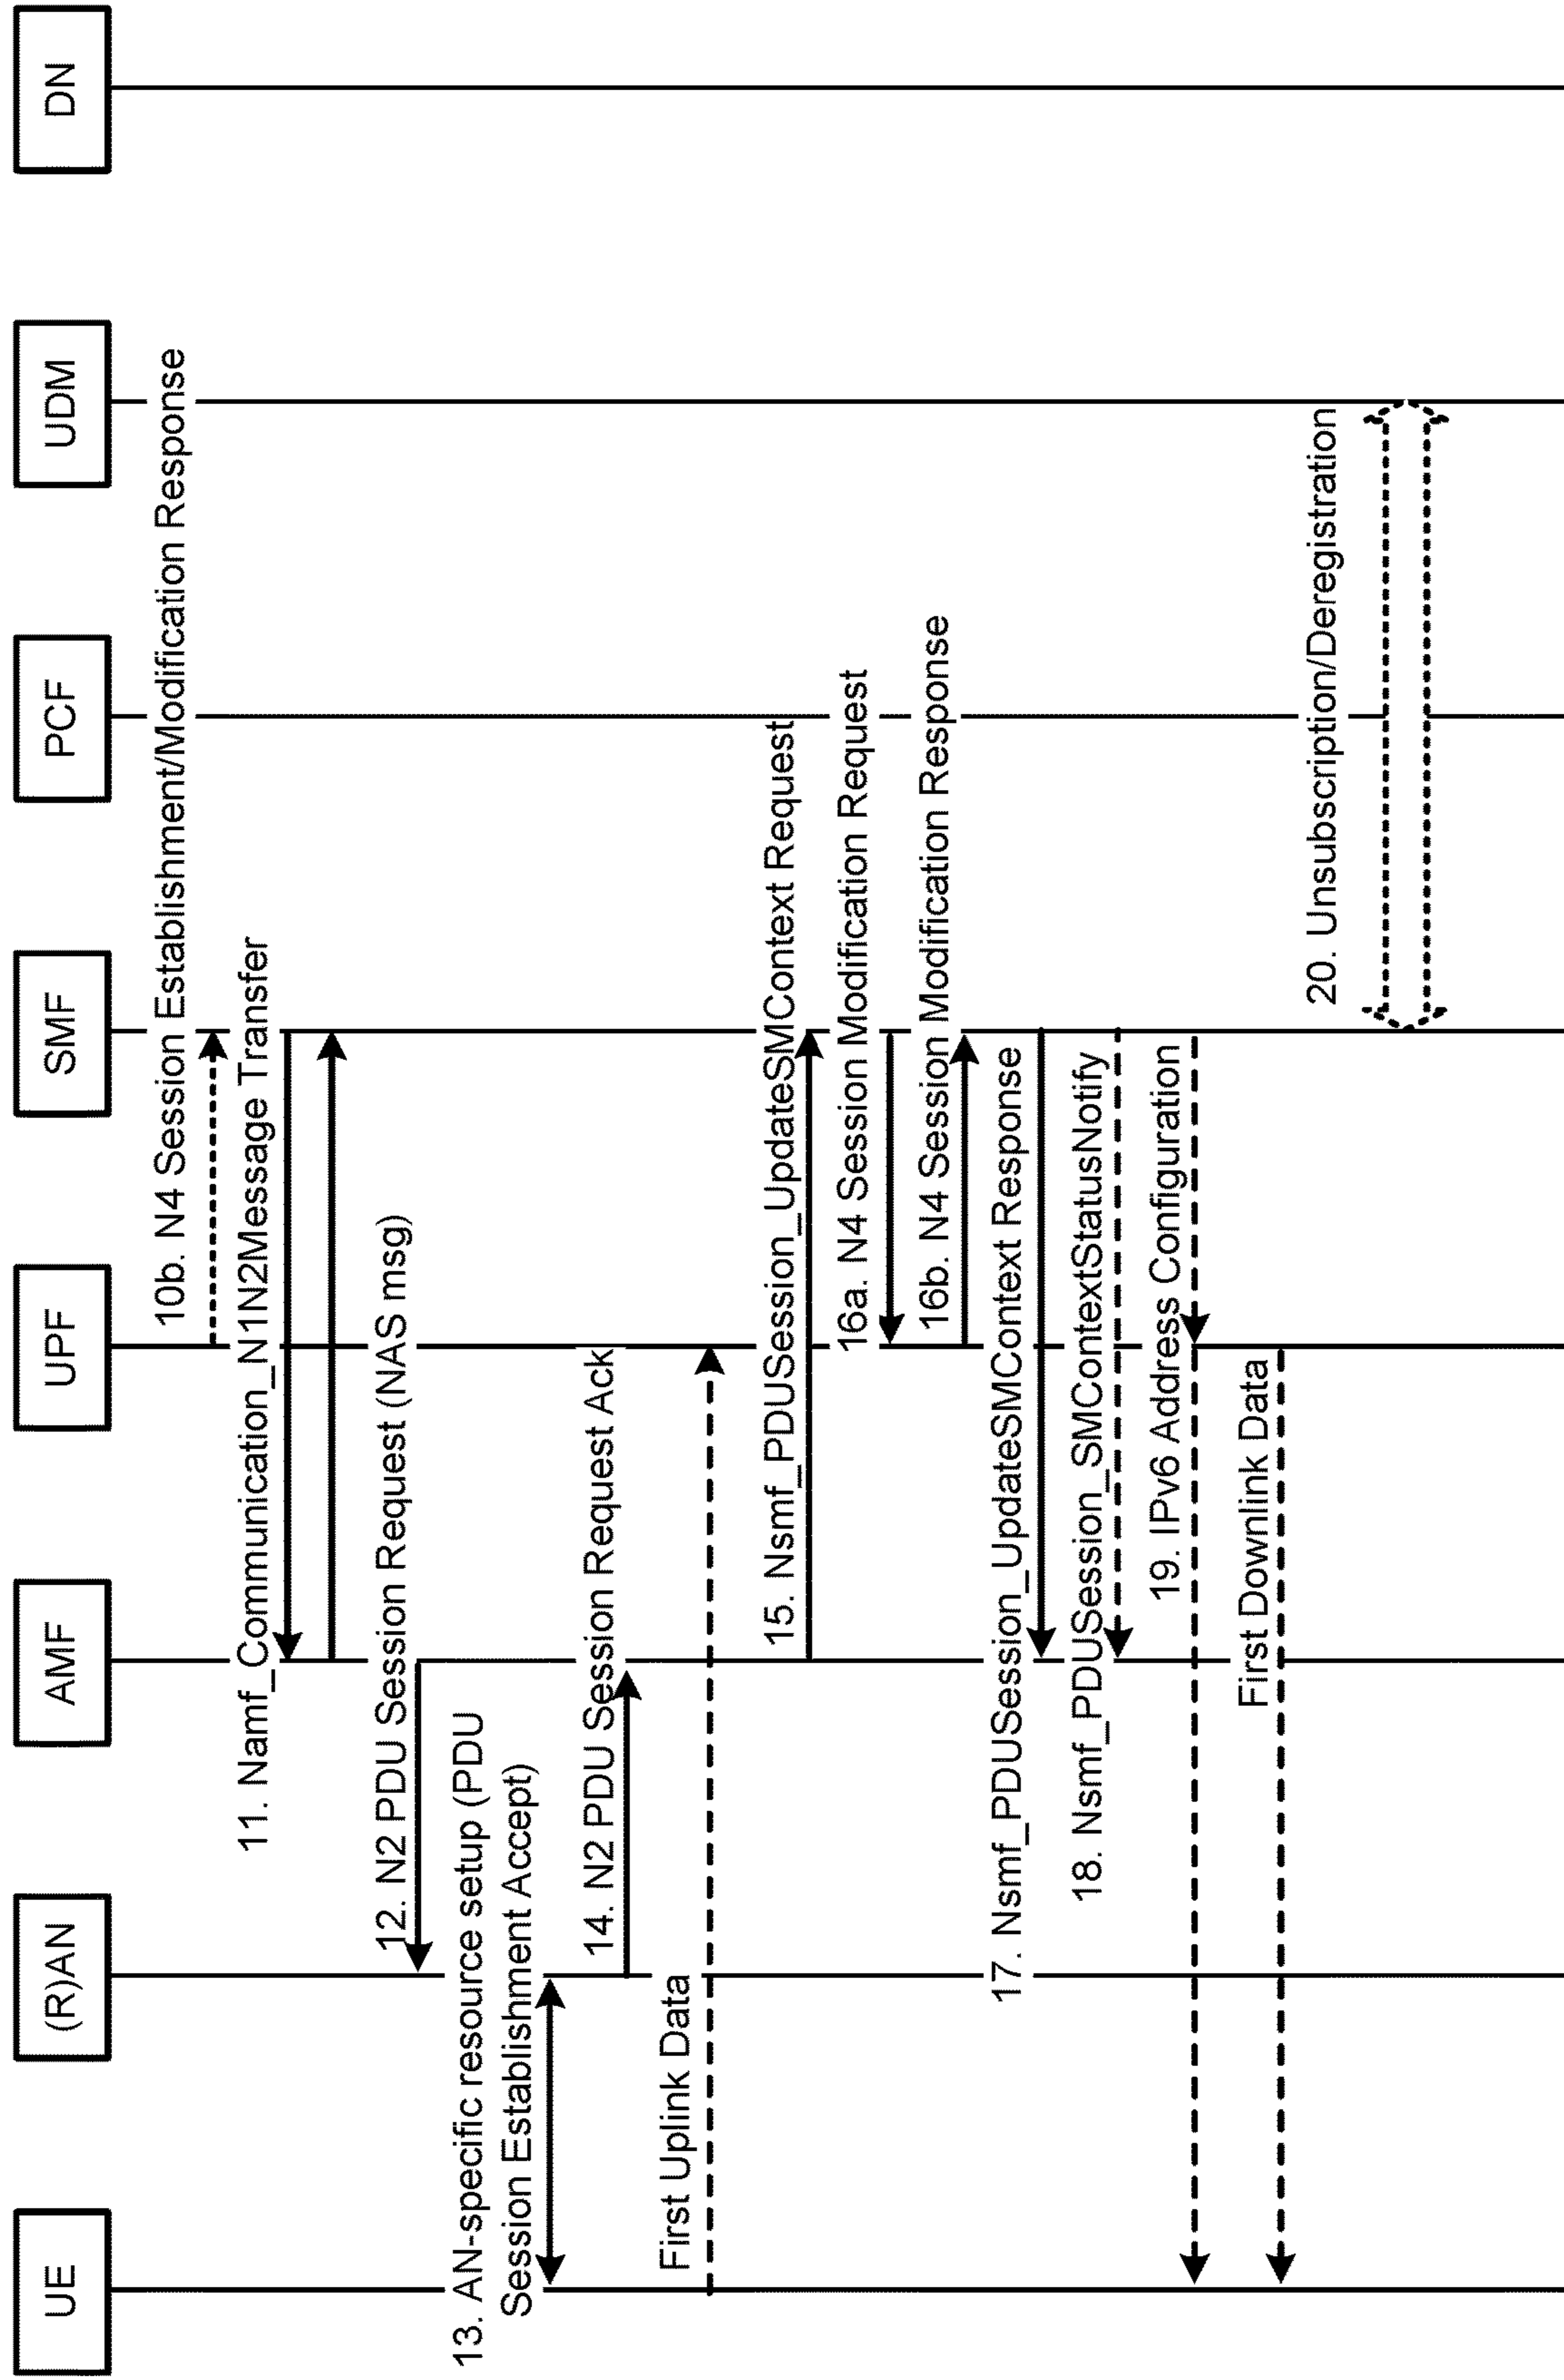 UE
(R)AN
AMF
UPF
SMF
PCF
UDM
DN
10b. N4 Session Establishment/Modification Response
11. Namf_Communication_N1N2Message Transfer
12. N2 PDU Session Request (NAS msg)
13. AN-specific resource setup (PDU
Session Establishment Accept)
14. N2 PDU Session Request Ack
First Uplink Data
15. Nsmf_PDUSession_UpdateSMContext Request
16a. N4 Session Modification Request
16b. N4 Session Modification Response
17. Nsmf_PDUSession_UpdateSMContext Response
18. Nsmf_PDUSession_SMContextStatusNotify
19. IPv6 Address Configuration
First Downlink Data
20. Unsubscription/Deregistration